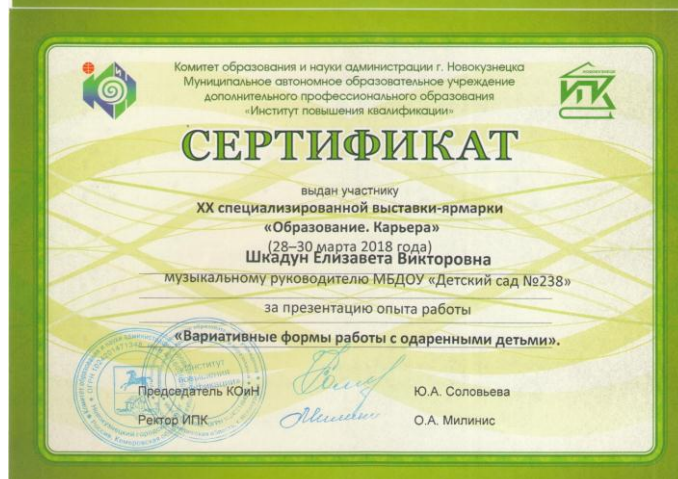 Комитет образования и науки администрации г. Новокузнецка
Муниципальное автономное образовательное учреждение
дополнительного профессионального образования
«Институт повышения квалификации»
ИПК
СЕРТИФИКАТ
выдан участнику
XX специализированной выставки-ярмарки
«Образование. Карьера»
(28–30 марта 2018 года)
Шкадун Елизавета Викторовна
музыкальному руководителю МБДОУ «Детский сад №238»
за презентацию опыта работы
«Вариативные формы работы с одаренными детьми».
Председатель КОиН
Ю.А. Соловьева
Ректор ИПК
О.А. Милинис